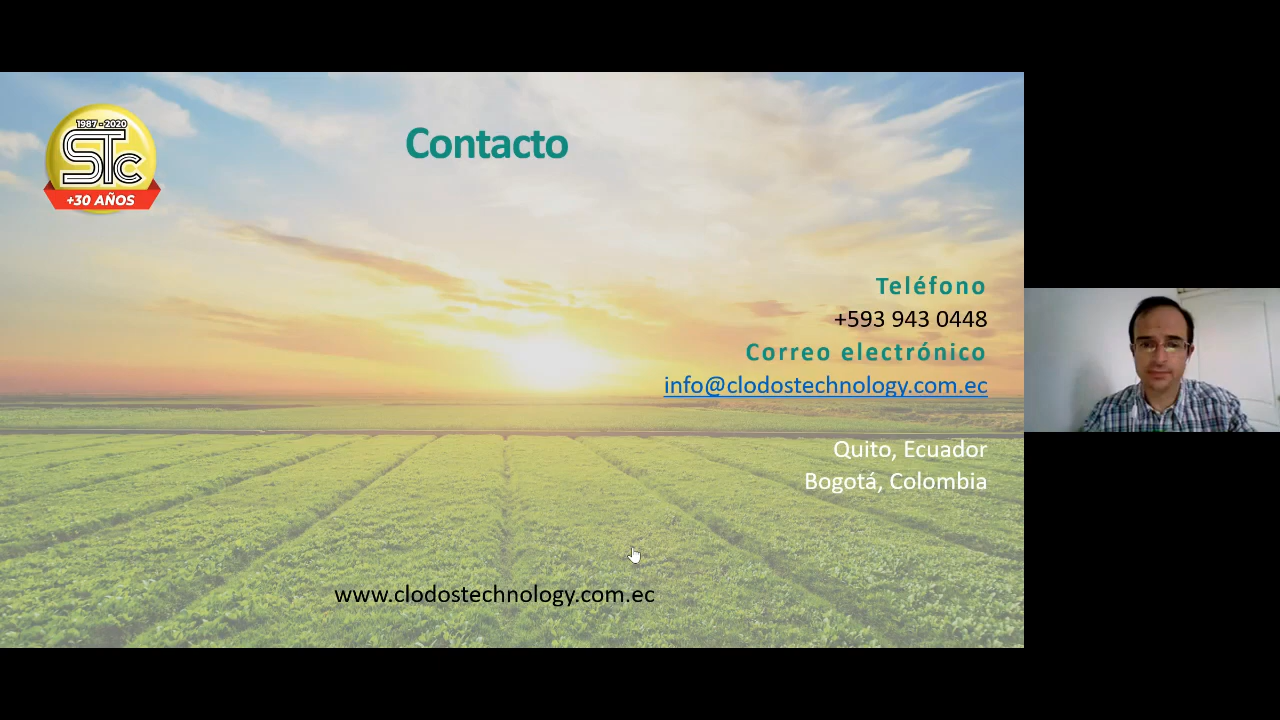 1987 - 2020
STC
+30 AÑOS
Contacto
Teléfono
+593 943 0448
Correo electrónico
info@clodostechnology.com.ec
Quito, Ecuador
Bogotá, Colombia
www.clodostechnology.com.ec